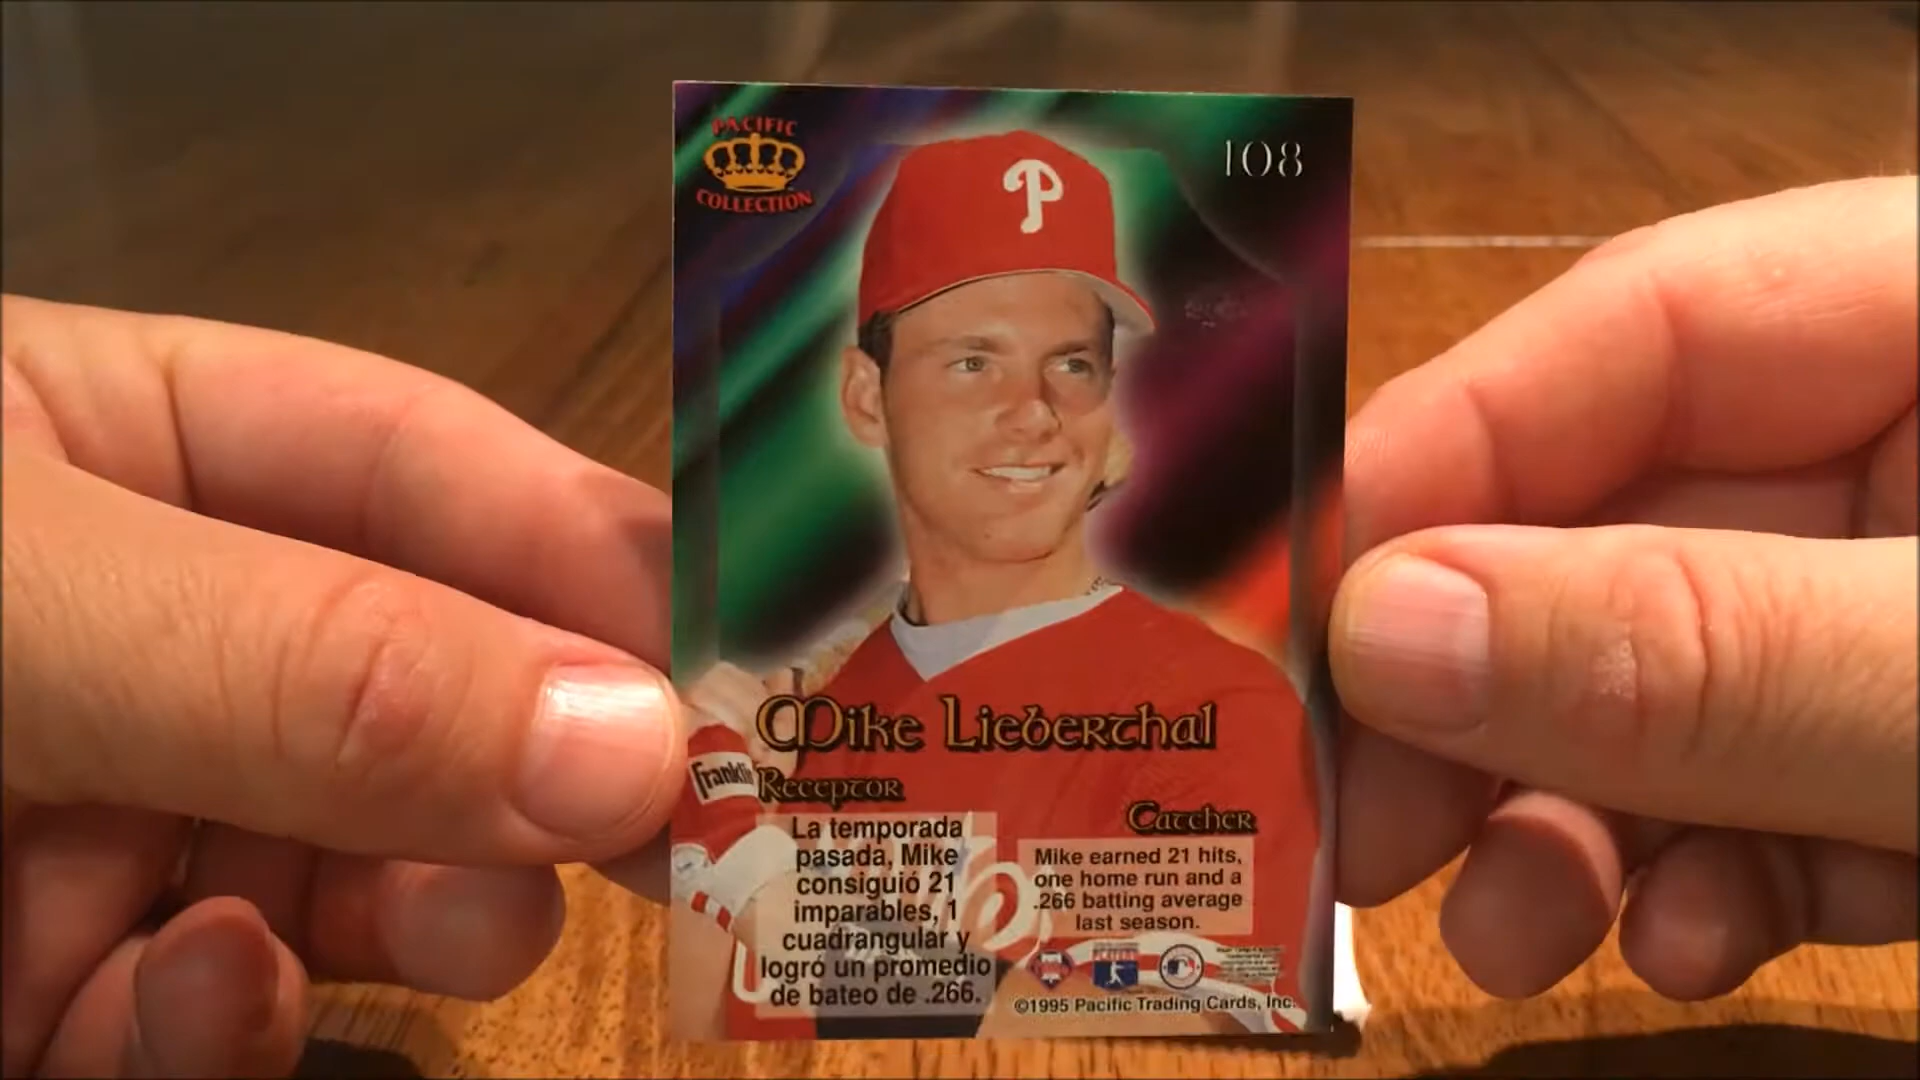 PACIFIC
COLLECTION
108
P
Mike Lieberthal
Franklin
Receptor
La temporada
pasada, Mike
consiguió 21
imparables, 1
cuadrangular y
logró un promedio
de bateo de .266.
Catcher
Mike earned 21 hits,
one home run and a
.266 batting average
last season.
©1995 Pacific Trading Cards, Inc.